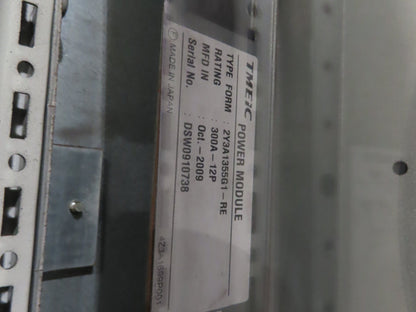 TMEiC POWER MODULE
TYPE FORM : 2Y3A1355G1-RE
RATING : 300A-12P
MFD IN : Oct.-2009
Serial No. : DSW0910738
MADE IN JAPAN